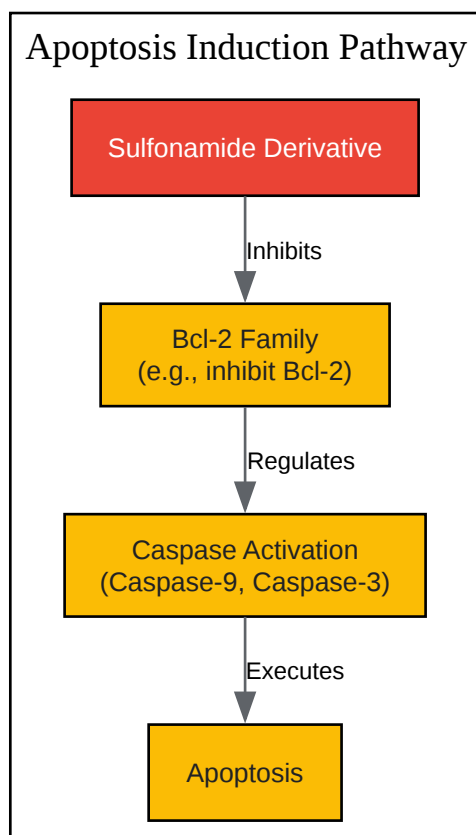 Apoptosis Induction Pathway
Sulfonamide Derivative
Inhibits
Bcl-2 Family
(e.g., inhibit Bcl-2)
Regulates
Caspase Activation
(Caspase-9, Caspase-3)
Executes
Apoptosis